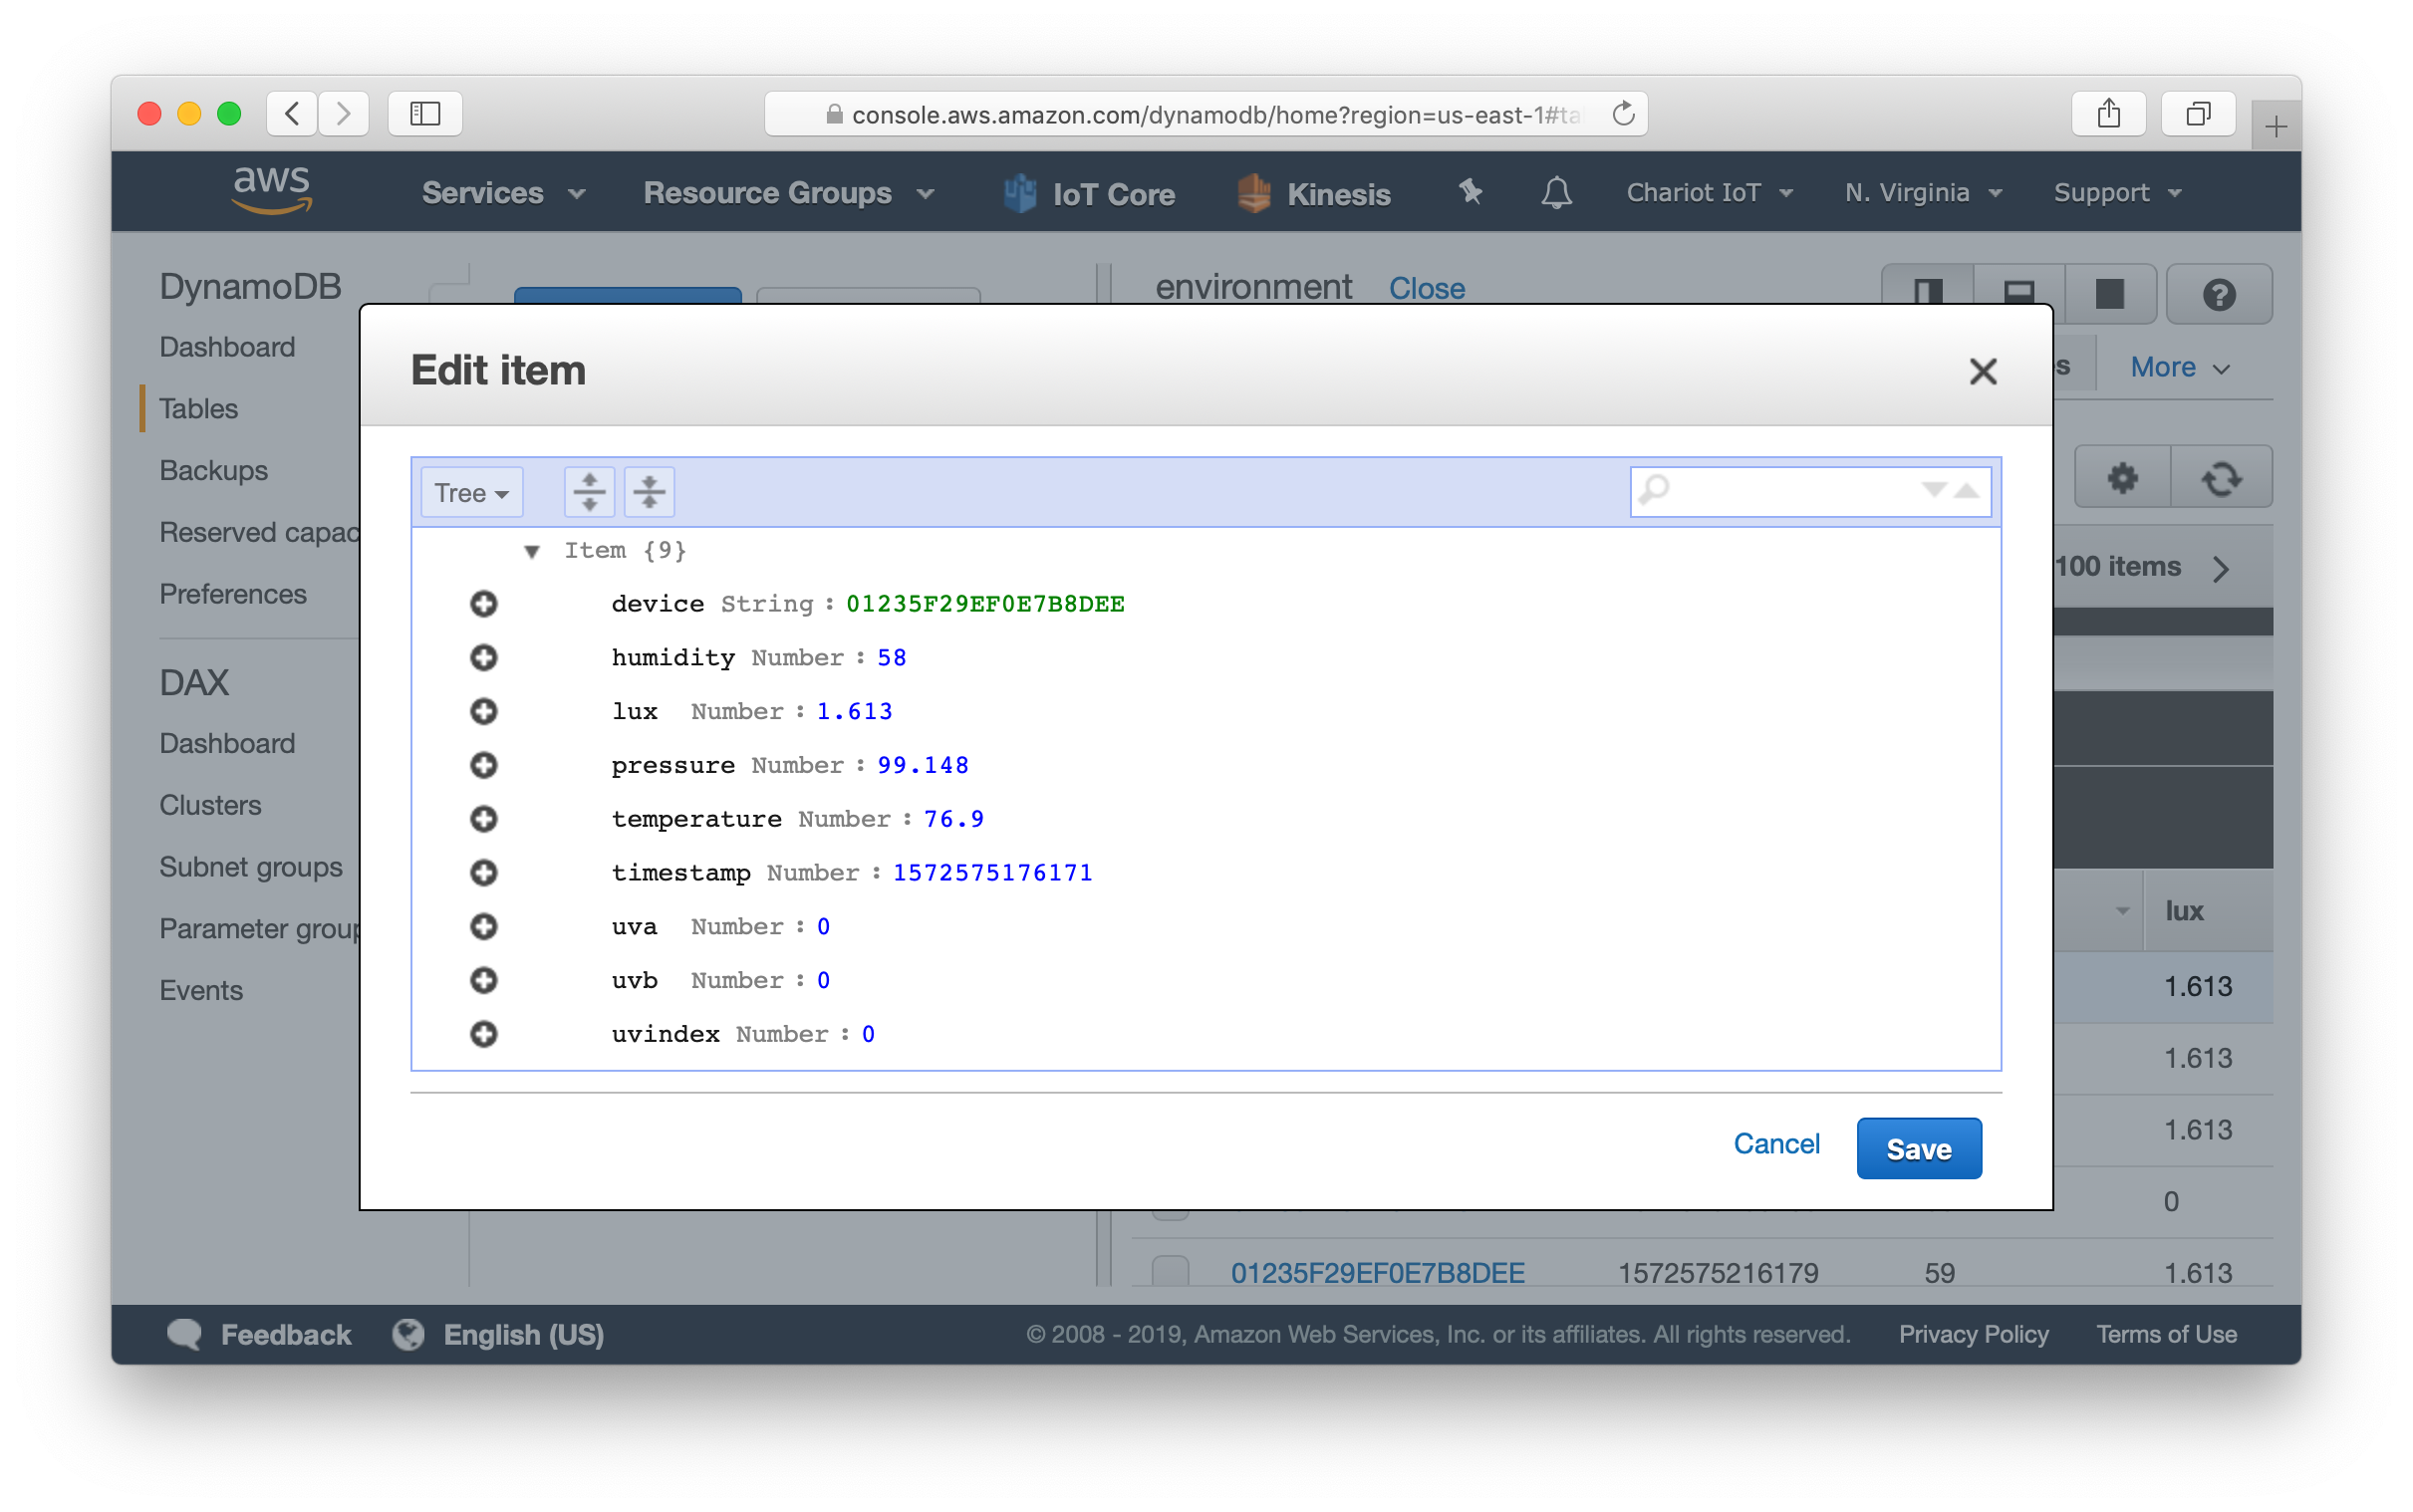 console.aws.amazon.com/dynamodb/home?region=us-east-1#ta
aws Services Resource Groups IoT Core Kinesis Chariot IoT N. Virginia Support
DynamoDB
Dashboard
Tables
Backups
Reserved capac
Preferences
DAX
Dashboard
Clusters
Subnet groups
Parameter group
Events
environment Close
More
100 items
Edit item
Tree
Item {9}
device String : 01235F29EF0E7B8DEE
humidity Number : 58
lux Number : 1.613
pressure Number : 99.148
temperature Number : 76.9
timestamp Number : 1572575176171
uva Number : 0
uvb Number : 0
uvindex Number : 0
Cancel Save
lux
1.613
1.613
1.613
0
01235F29EF0E7B8DEE 1572575216179 59 1.613
Feedback English (US) © 2008 - 2019, Amazon Web Services, Inc. or its affiliates. All rights reserved. Privacy Policy Terms of Use